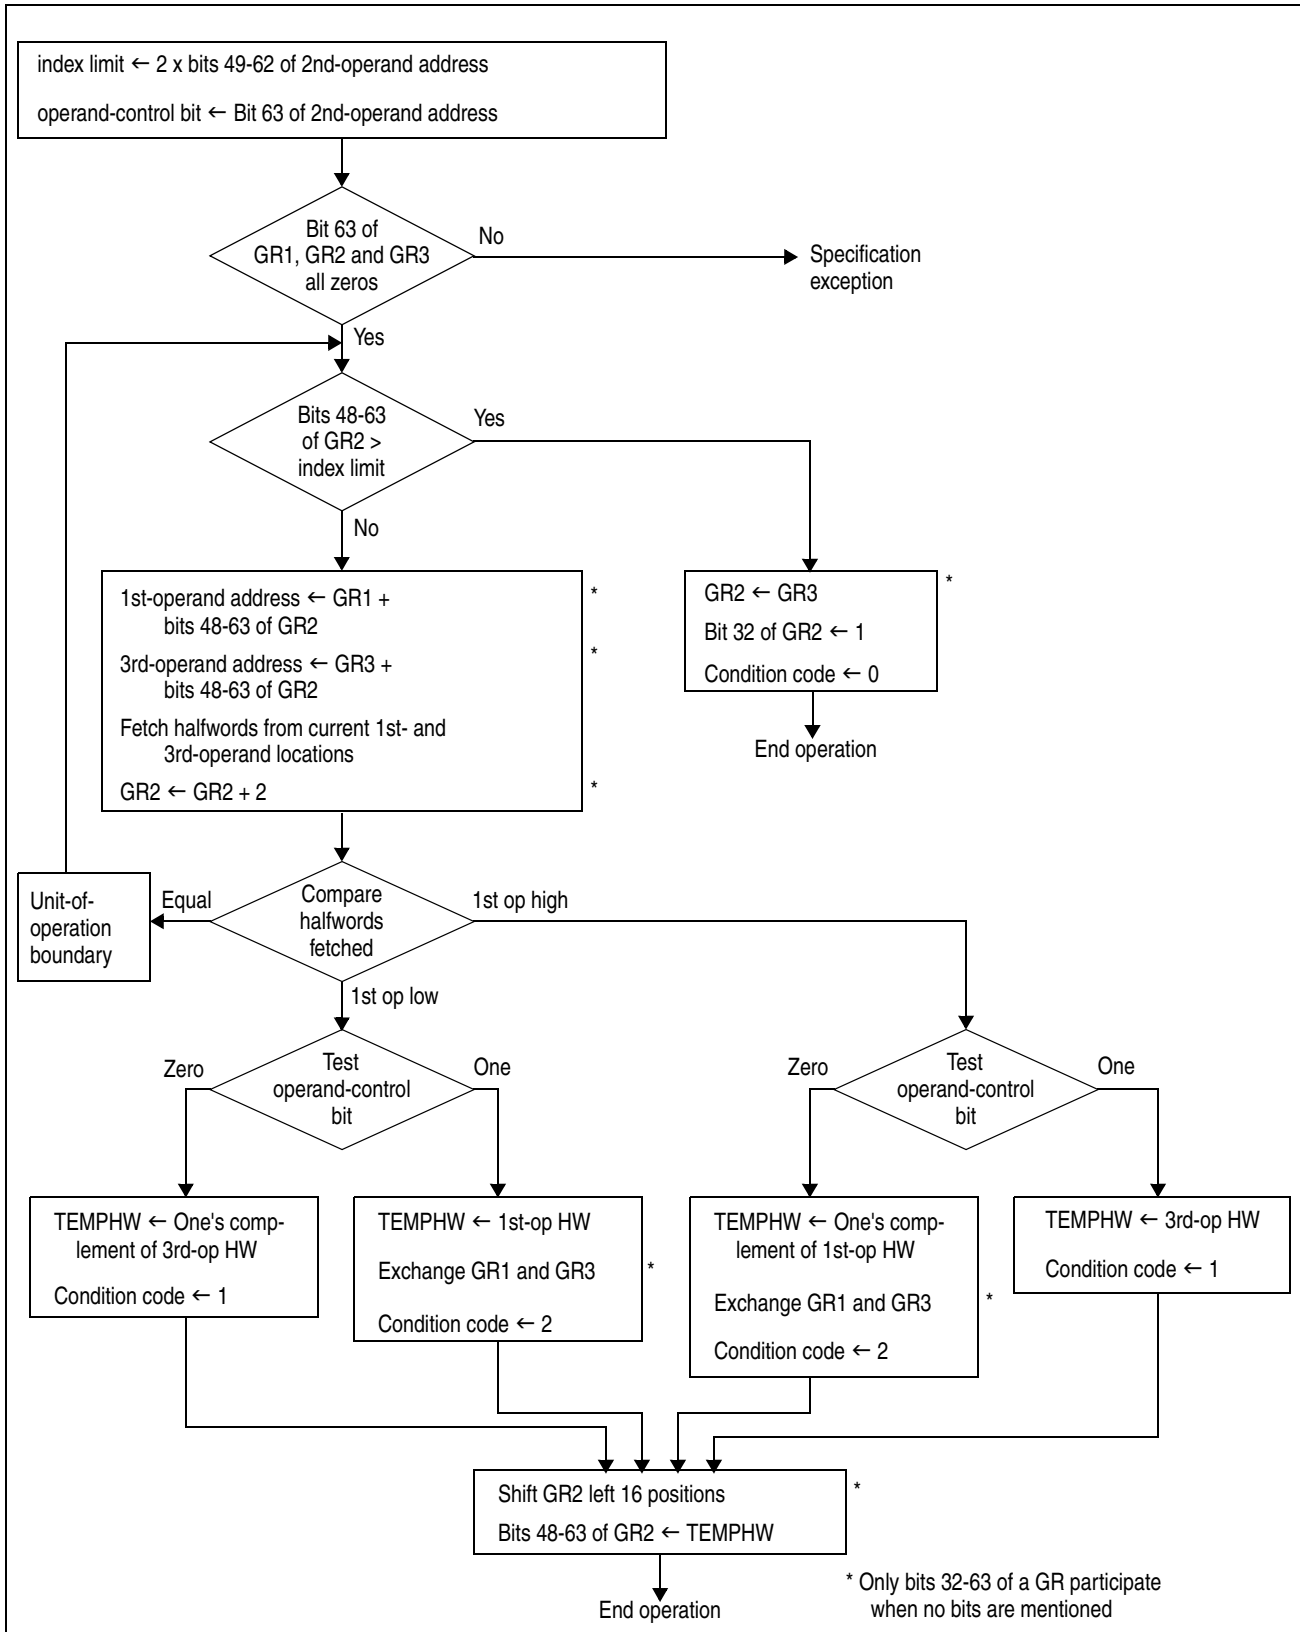 index limit ← 2 x bits 49-62 of 2nd-operand address
operand-control bit ← Bit 63 of 2nd-operand address
Bit 63 of
GR1, GR2 and GR3
all zeros
No
Specification
exception
Yes
Bits 48-63
of GR2 >
index limit
Yes
No
1st-operand address ← GR1 +
bits 48-63 of GR2
*
3rd-operand address ← GR3 +
bits 48-63 of GR2
*
Fetch halfwords from current 1st- and
3rd-operand locations
GR2 ← GR2 + 2
*
GR2 ← GR3
*
Bit 32 of GR2 ← 1
Condition code ← 0
End operation
Unit-of-
operation
boundary
Equal
Compare
halfwords
fetched
1st op high
1st op low
Zero
Test
operand-control
bit
One
Zero
Test
operand-control
bit
One
TEMPHW ← One's comp-
lement of 3rd-op HW
Condition code ← 1
TEMPHW ← 1st-op HW
Exchange GR1 and GR3
*
Condition code ← 2
TEMPHW ← One's comp-
lement of 1st-op HW
Exchange GR1 and GR3
*
Condition code ← 2
TEMPHW ← 3rd-op HW
Condition code ← 1
Shift GR2 left 16 positions
*
Bits 48-63 of GR2 ← TEMPHW
End operation
* Only bits 32-63 of a GR participate
when no bits are mentioned